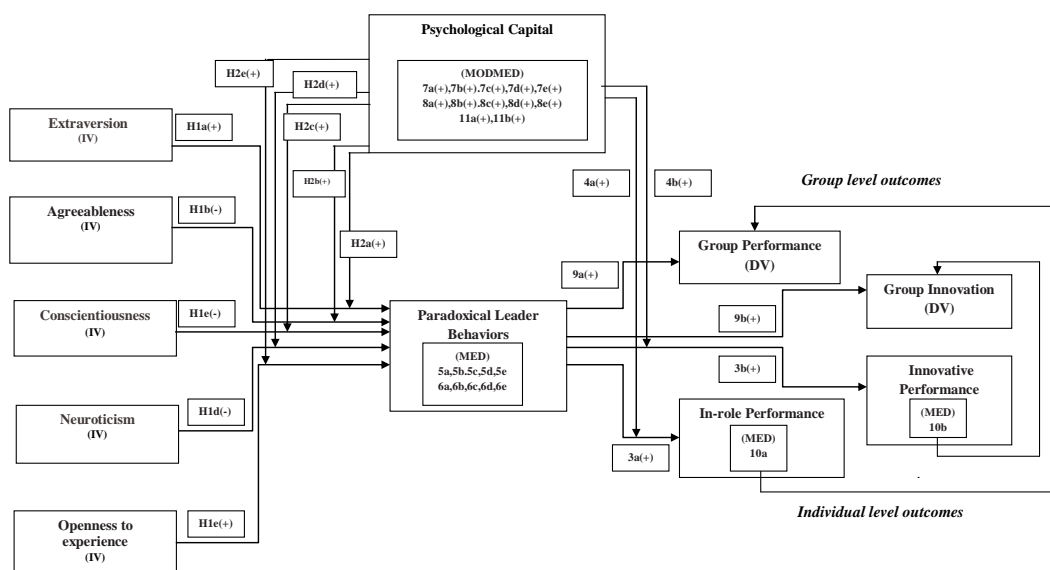 Psychological Capital
(MODMED)
7a(+),7b(+).7c(+),7d(+),7e(+)
8a(+),8b(+).8c(+),8d(+),8e(+)
11a(+),11b(+)
H2e(+)
H2d(+)
H2c(+)
H2b(+)
H2a(+)
Extraversion
(IV)
H1a(+)
Agreeableness
(IV)
H1b(-)
Conscientiousness
(IV)
H1e(-)
Neuroticism
(IV)
H1d(-)
Openness to
experience
(IV)
H1e(+)
Paradoxical Leader
Behaviors
(MED)
5a,5b.5c,5d,5e
6a,6b,6c,6d,6e
4a(+)
4b(+)
Group level outcomes
Group Performance
(DV)
9a(+)
Group Innovation
(DV)
9b(+)
3b(+)
Innovative
Performance
(MED)
10b
In-role Performance
(MED)
10a
3a(+)
Individual level outcomes